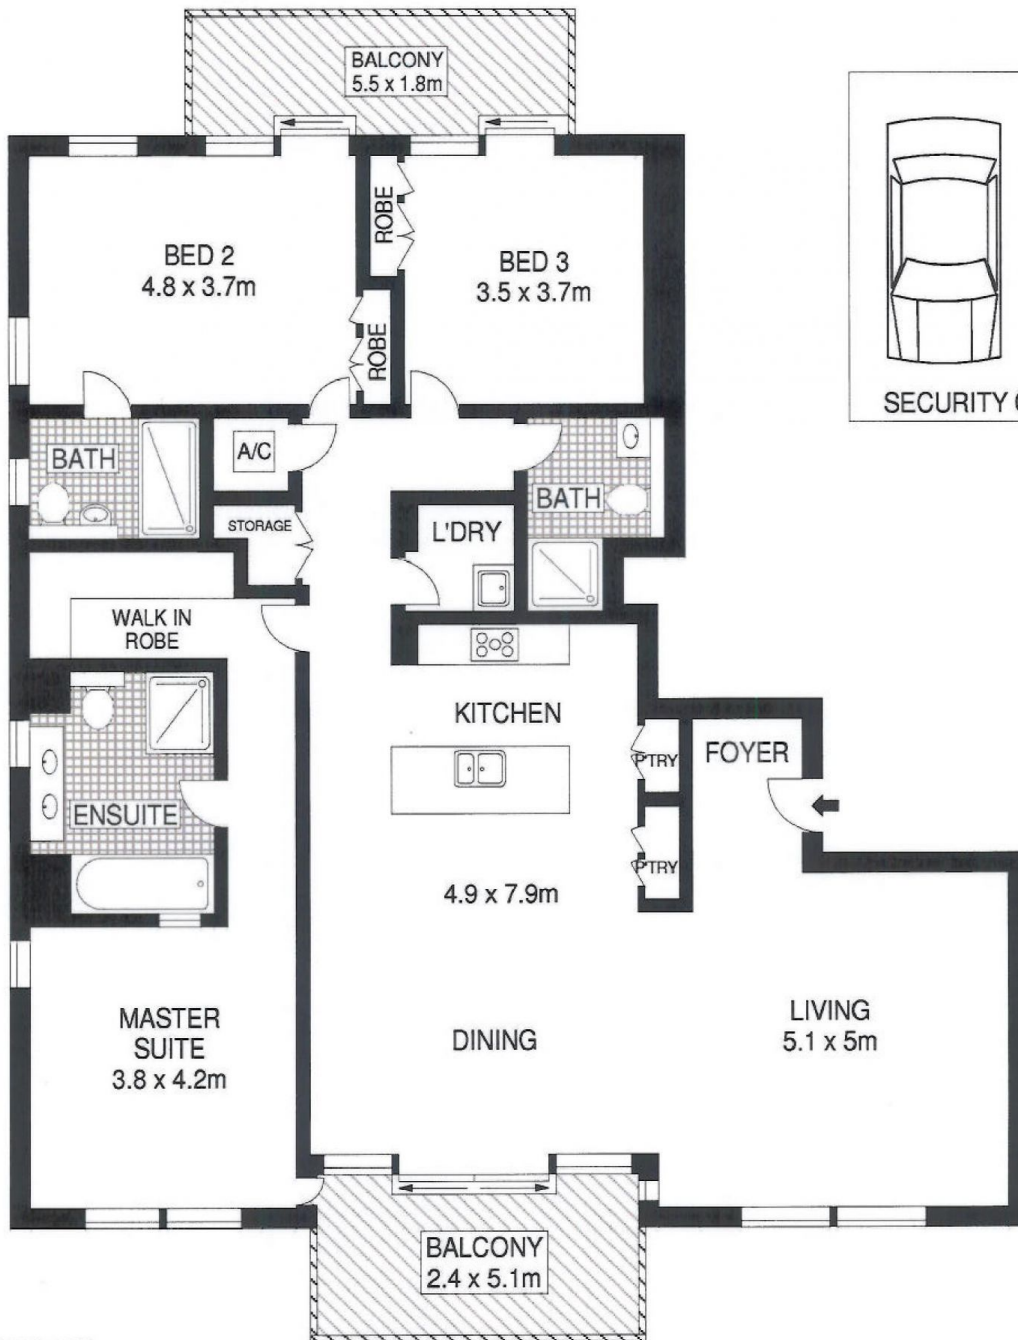 BALCONY
5.5 x 1.8m
BED 2
4.8 x 3.7m
ROBE
BED 3
3.5 x 3.7m
ROBE
SECURITY
BATH
A/C
BATH
STORAGE
L'DRY
WALK IN
ROBE
KITCHEN
P'TRY
FOYER
ENSUITE
P'TRY
4.9 x 7.9m
MASTER
SUITE
3.8 x 4.2m
DINING
LIVING
5.1 x 5m
BALCONY
2.4 x 5.1m